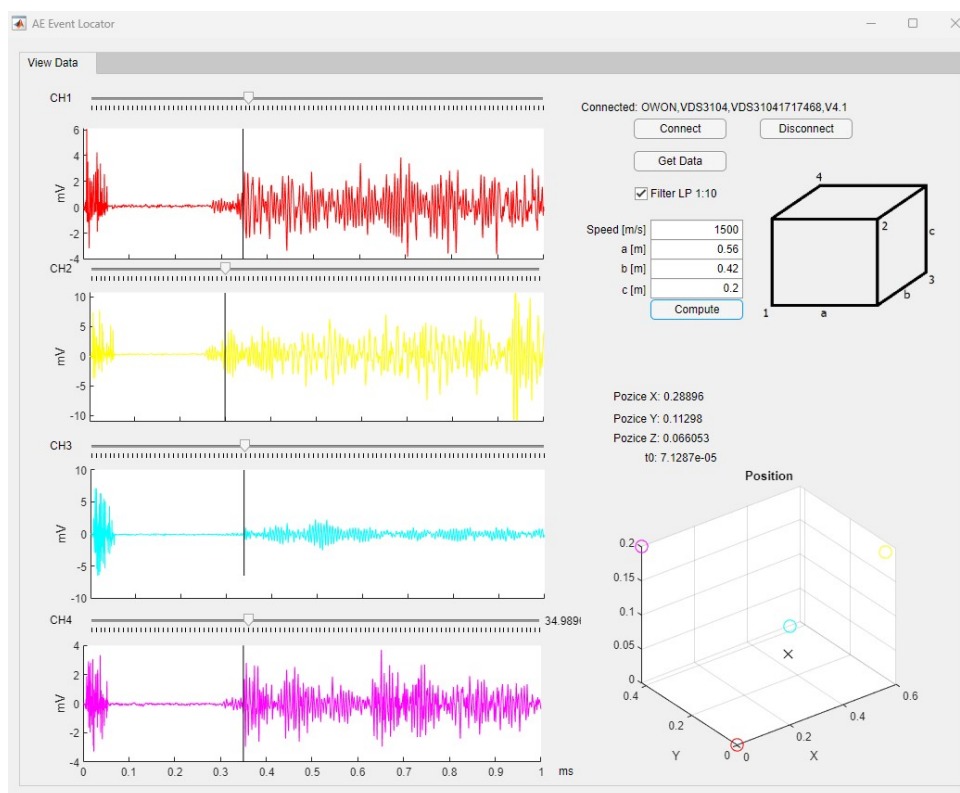 AE Event Locator
View Data
CH1
6
4
2
0
-2
-4
mV
CH2
10
5
0
-5
-10
mV
CH3
10
5
0
-5
-10
mV
CH4
34.989
4
2
0
-2
-4
mV
0 0.1 0.2 0.3 0.4 0.5 0.6 0.7 0.8 0.9 1 ms
Connected: OWON,VDS3104,VDS31041717468,V4.1
Connect Disconnect
Get Data
Filter LP 1:10
Speed [m/s] 1500
a [m] 0.56
b [m] 0.42
c [m] 0.2
Compute
4
2
c
3
b
1 a
Pozice X: 0.28896
Pozice Y: 0.11298
Pozice Z: 0.066053
t0: 7.1287e-05
Position
0.2
0.15
0.1
0.05
0
0.4
0.2
0
Y
0
0.2
0.4
0.6
X